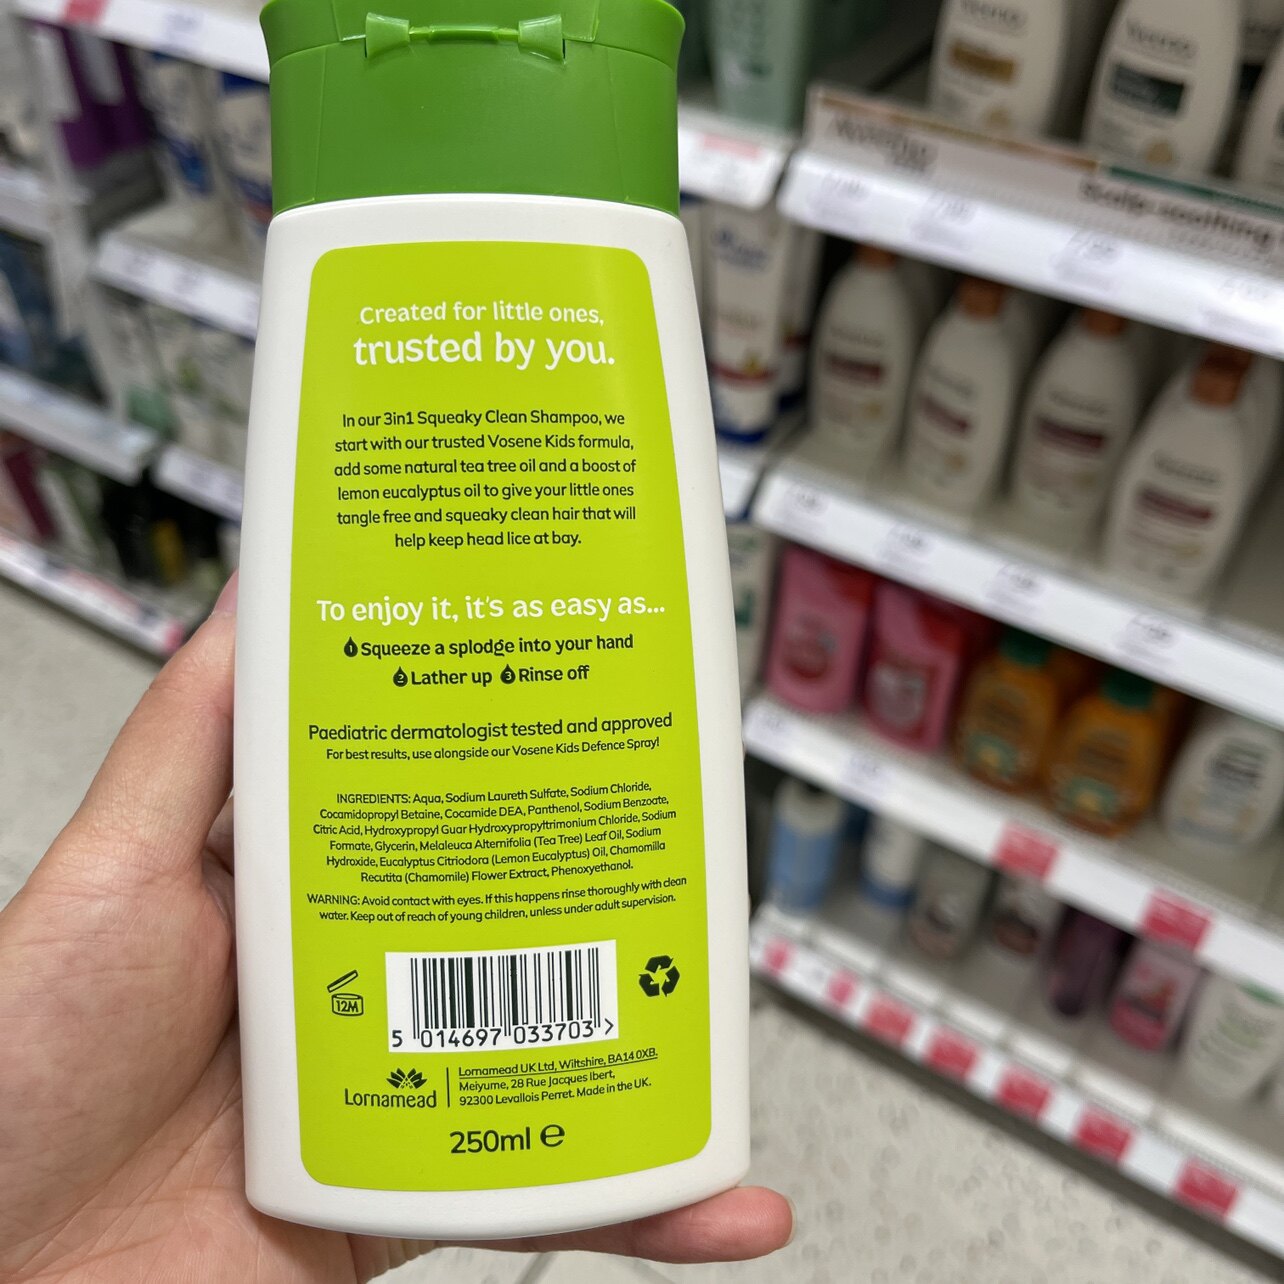 Created for little ones,
trusted by you.
In our 3in1 Squeaky Clean Shampoo, we
start with our trusted Vosene Kids formula,
add some natural tea tree oil and a boost of
lemon eucalyptus oil to give your little ones
tangle free and squeaky clean hair that will
help keep head lice at bay.
To enjoy it, it's as easy as...
1 Squeeze a splodge into your hand
2 Lather up 3 Rinse off
Paediatric dermatologist tested and approved
For best results, use alongside our Vosene Kids Defence Spray!
INGREDIENTS: Aqua, Sodium Laureth Sulfate, Sodium Chloride,
Cocamidopropyl Betaine, Cocamide DEA, Panthenol, Sodium Benzoate,
Citric Acid, Hydroxypropyl Guar Hydroxypropyltrimonium Chloride, Sodium
Formate, Glycerin, Melaleuca Alternifolia (Tea Tree) Leaf Oil, Sodium
Hydroxide, Eucalyptus Citriodora (Lemon Eucalyptus) Oil, Chamomilla
Recutita (Chamomile) Flower Extract, Phenoxyethanol.
WARNING: Avoid contact with eyes. If this happens rinse thoroughly with clean
water. Keep out of reach of young children, unless under adult supervision.
12M
5 014697 033703 >
Lornamead
Lornamead UK Ltd, Wiltshire, BA14 0XB.
Meiyume, 28 Rue Jacques Ibert,
92300 Levallois Perret. Made in the UK.
250ml e
Aveeno
Scalp-soothing